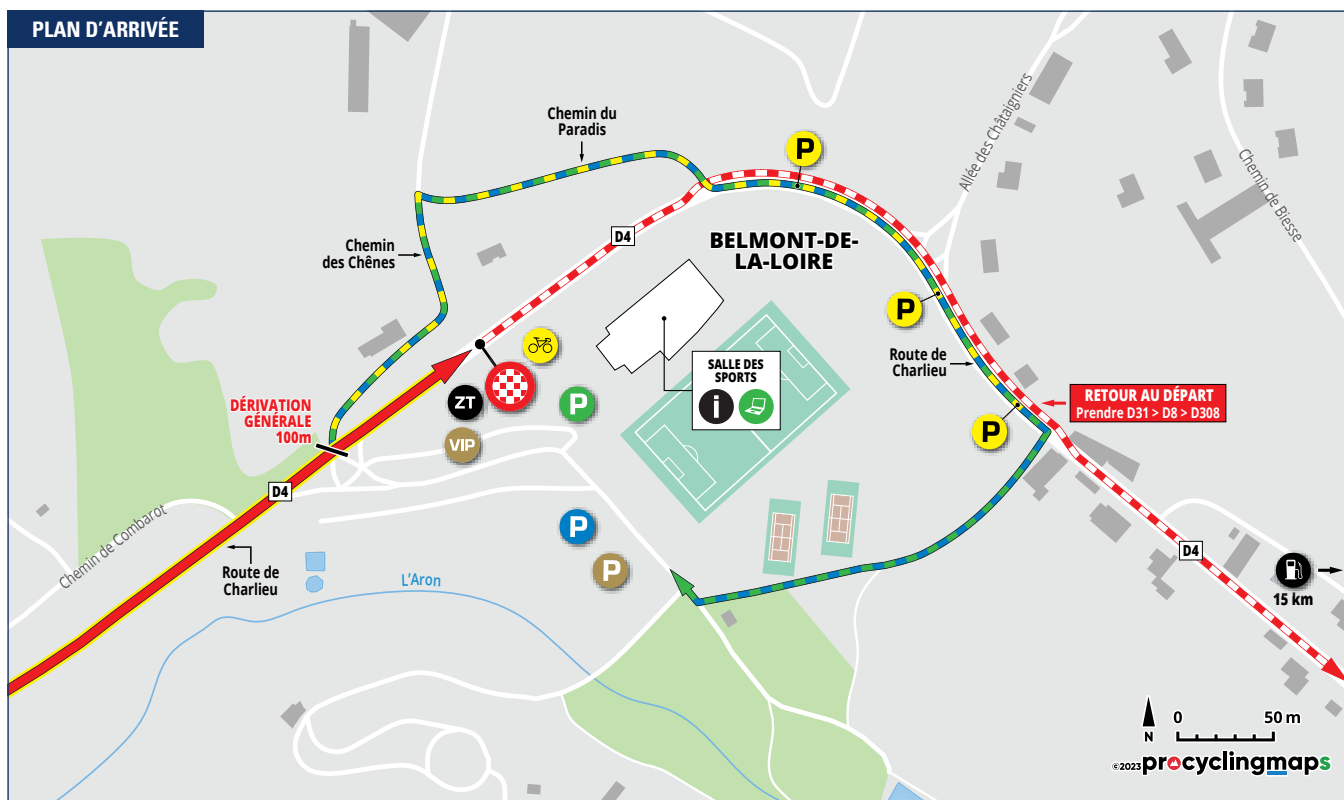 PLAN D'ARRIVÉE
Chemin du
Paradis
P
Allée des Châtaigniers
Chemin de Biesse
D4
BELMONT-DE-
LA-LOIRE
Chemin
des Chênes
P
Route de
Charlieu
SALLE DES
SPORTS
i
ZT
P
VIP
DÉRIVATION
GÉNÉRALE
100m
RETOUR AU DÉPART
Prendre D31 > D8 > D308
P
D4
Chemin de Combarot
Route de
Charlieu
L'Aron
P
P
D4
15 km
N
0 50 m
©2023 procyclingmaps